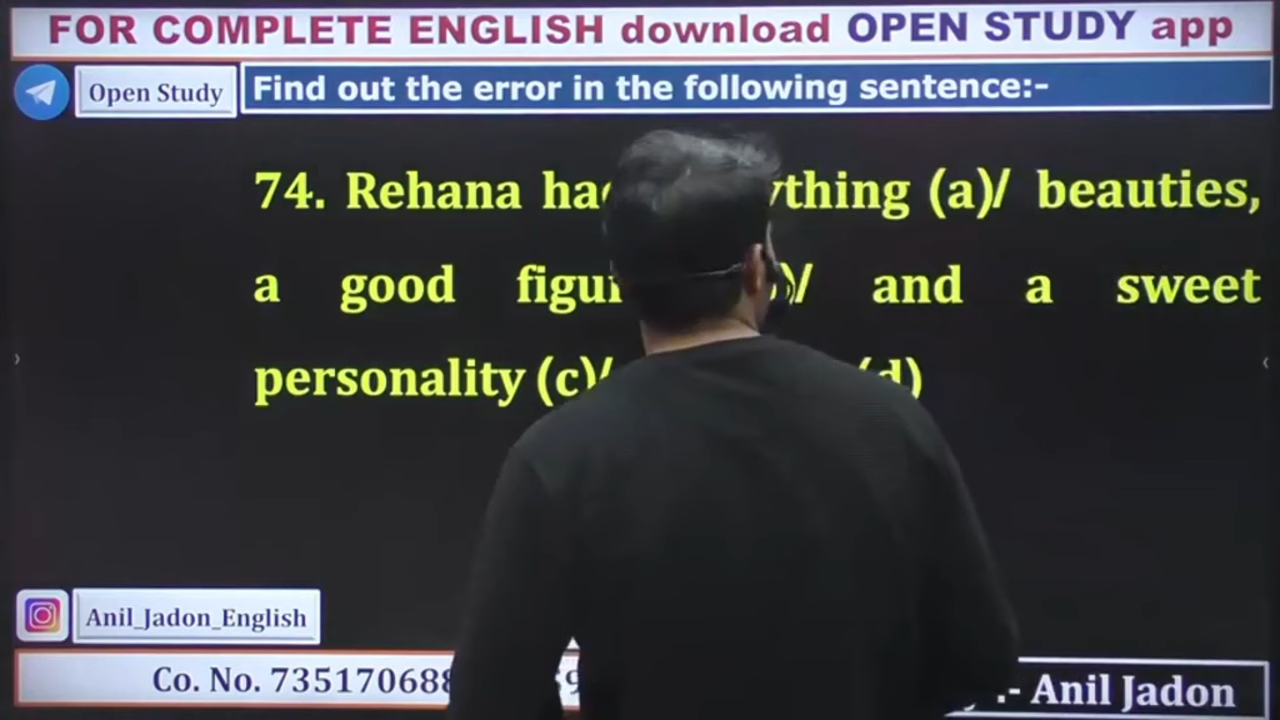 FOR COMPLETE ENGLISH download OPEN STUDY app
Open Study
Find out the error in the following sentence:-
74. Rehana (a)/ beauties,
a good and a sweet
personality (c)/ (d)
Anil_Jadon_English
Co. No. .- Anil Jadon